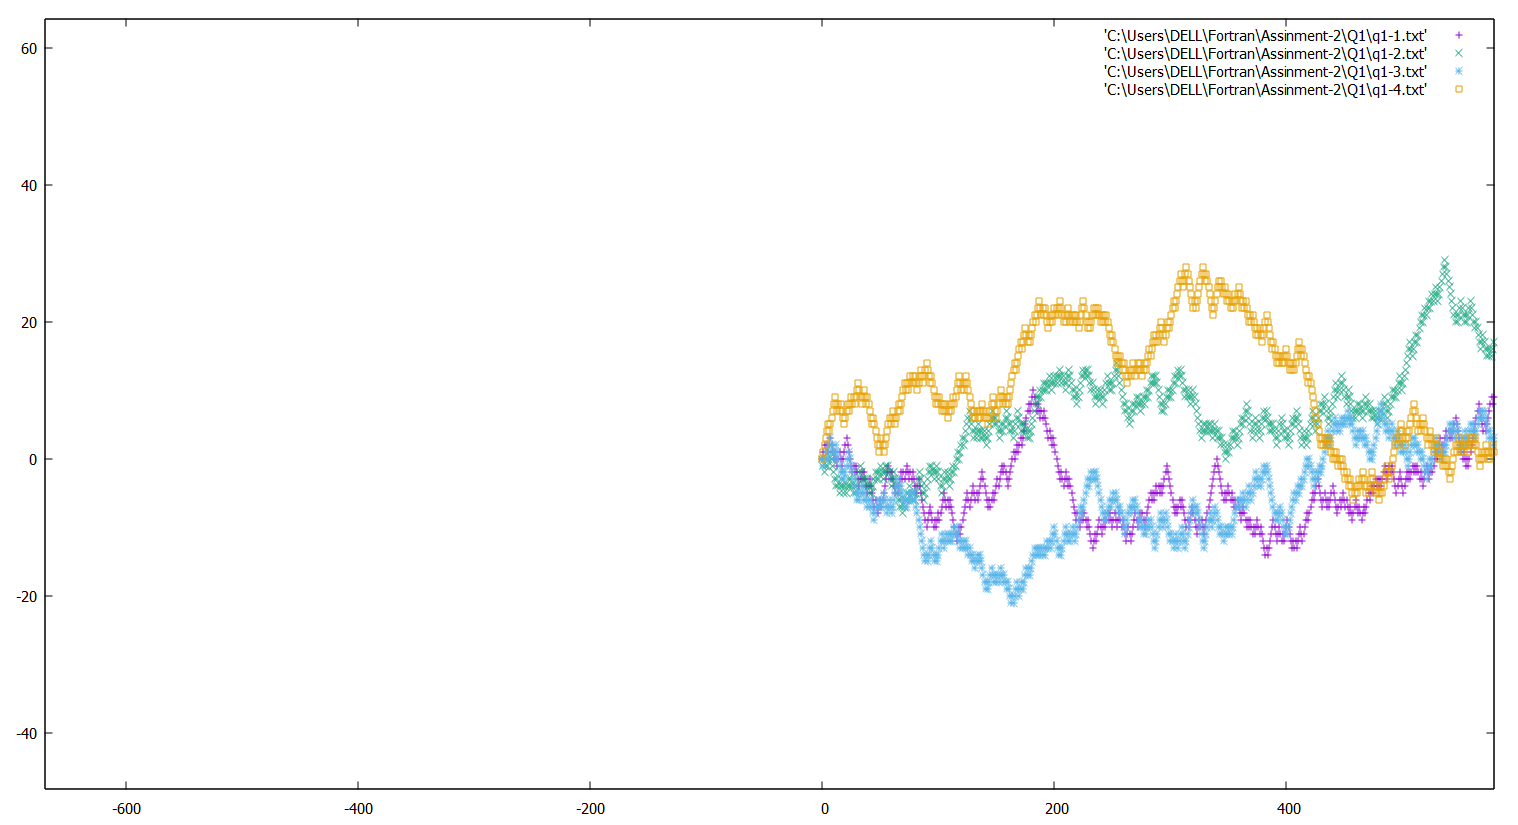 'C:\Users\DELL\Fortran\Assinment-2\Q1\q1-1.txt'
'C:\Users\DELL\Fortran\Assinment-2\Q1\q1-2.txt'
'C:\Users\DELL\Fortran\Assinment-2\Q1\q1-3.txt'
'C:\Users\DELL\Fortran\Assinment-2\Q1\q1-4.txt'
60
40
20
0
-20
-40
-600 -400 -200 0 200 400